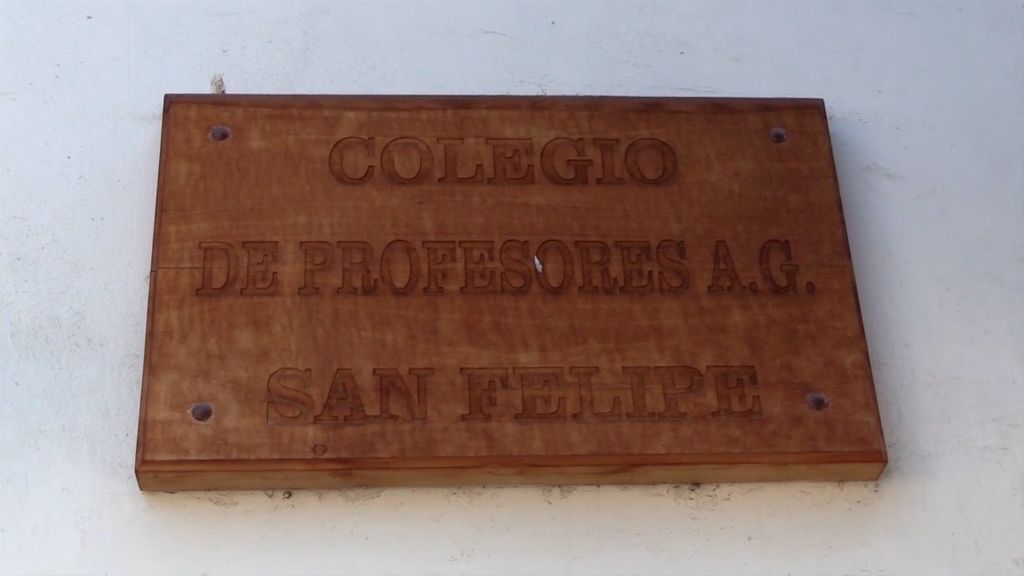 COLEGIO
DE PROFESORES A.G.
SAN FELIPE